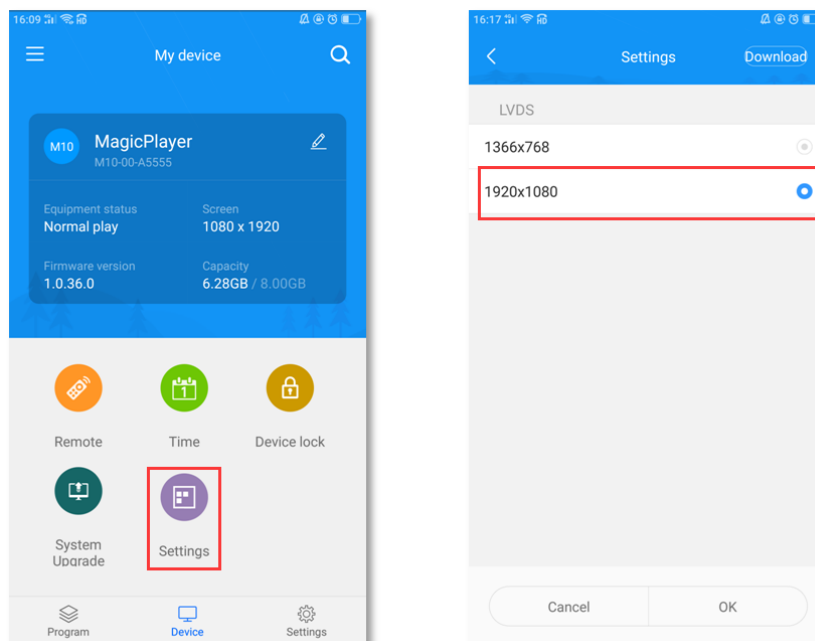 16:09
My device
M10
MagicPlayer
M10-00-A5555
Equipment status
Screen
Normal play
1080 x 1920
Firmware version
Capacity
1.0.36.0
6.28GB / 8.00GB
1
Remote
Time
Device lock
System
Upgrade
Settings
Program
Device
Settings
16:17
Settings
Download
LVDS
1366x768
1920x1080
Cancel
OK